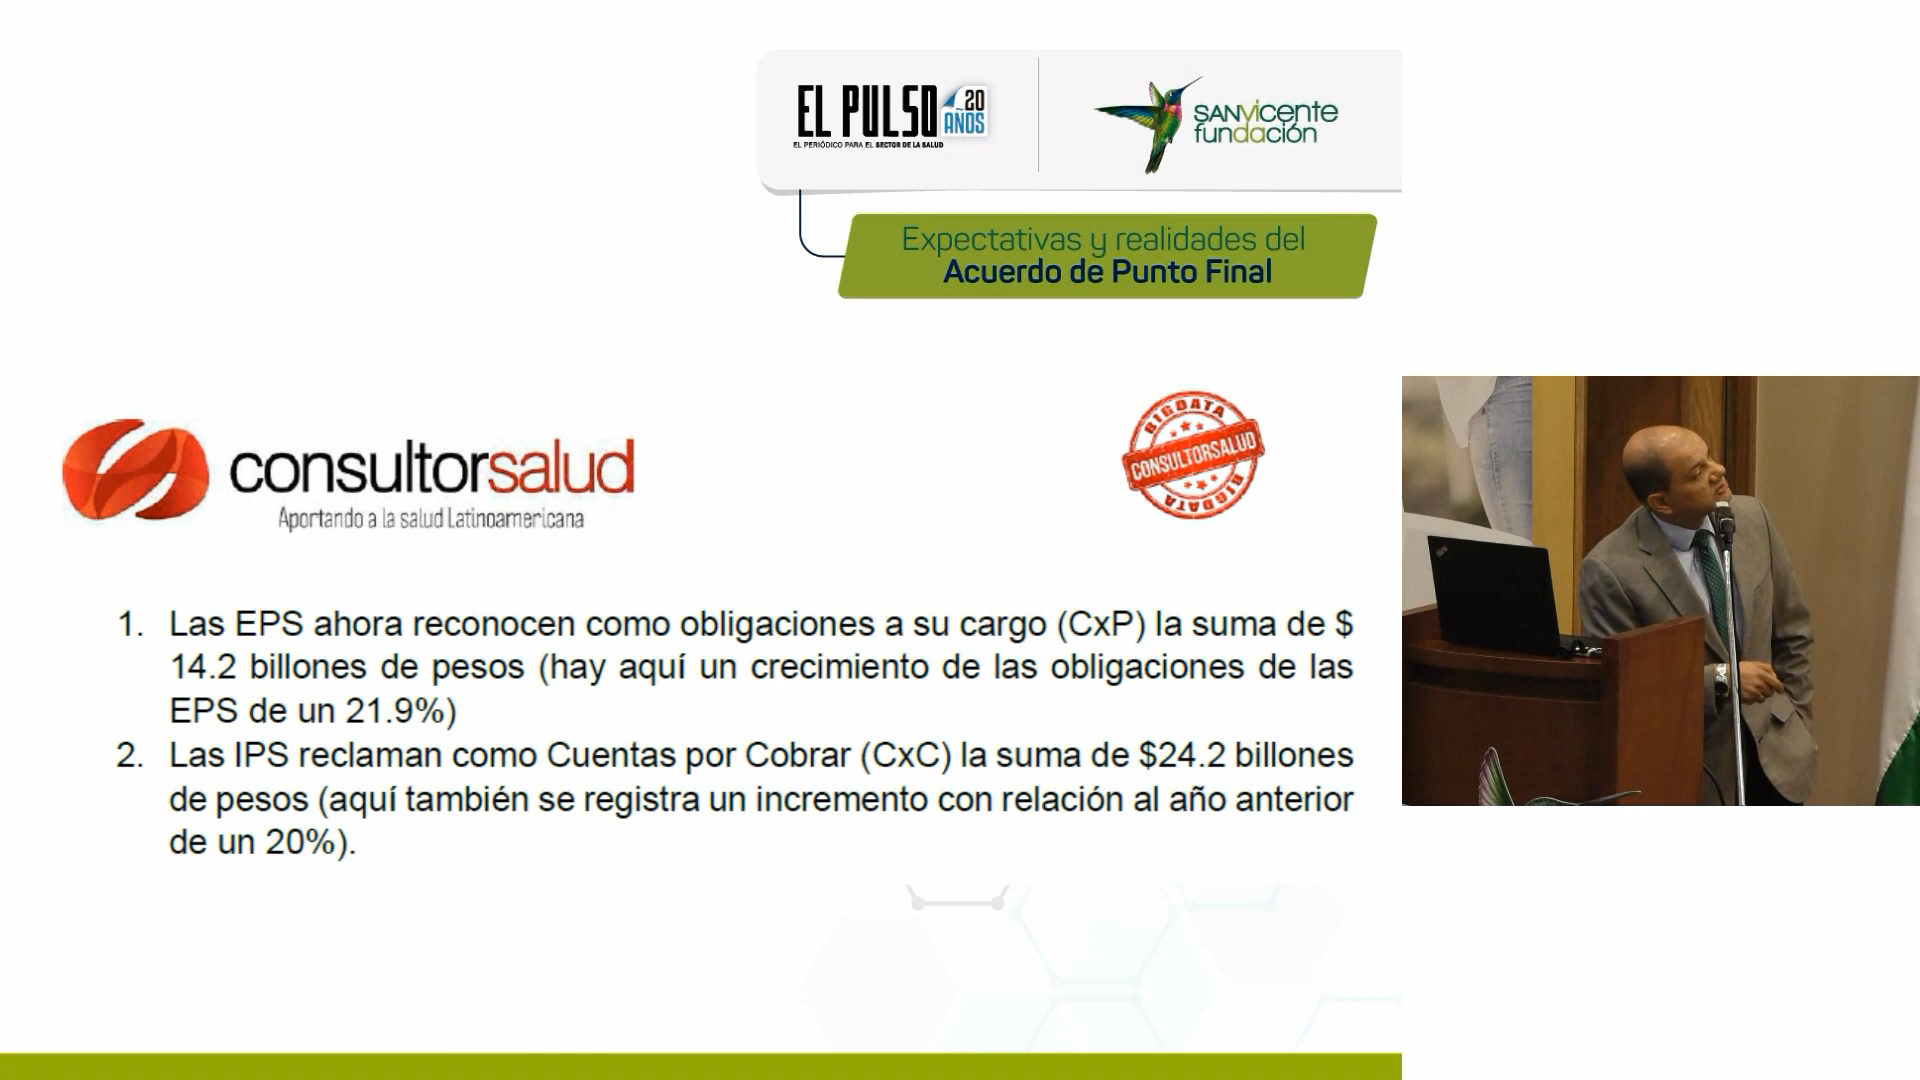 EL PULSO
20
AÑOS
EL PERIÓDICO PARA EL SECTOR DE LA SALUD
SANVicente
fundación
Expectativas y realidades del
Acuerdo de Punto Final
consultorsalud
Aportando a la salud Latinoamericana
BIGDATA
CONSULTORSALUD
BIGDATA
1. Las EPS ahora reconocen como obligaciones a su cargo (CxP) la suma de $
14.2 billones de pesos (hay aquí un crecimiento de las obligaciones de las
EPS de un 21.9%)
2. Las IPS reclaman como Cuentas por Cobrar (CxC) la suma de $24.2 billones
de pesos (aquí también se registra un incremento con relación al año anterior
de un 20%).